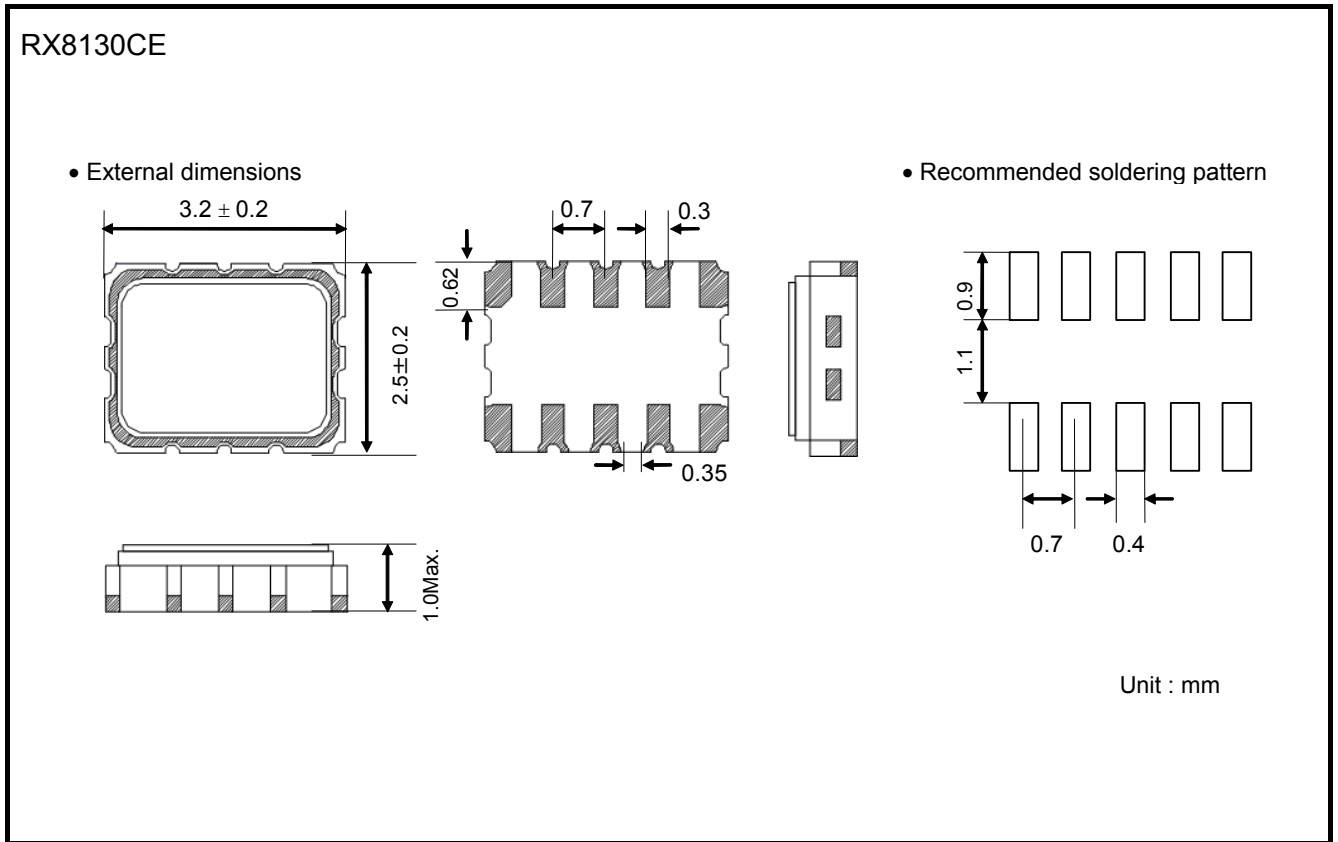 RX8130CE
• External dimensions
3.2 ± 0.2
2.5±0.2
0.7
0.3
0.62
0.35
1.0Max.
• Recommended soldering pattern
0.9
1.1
0.7
0.4
Unit : mm